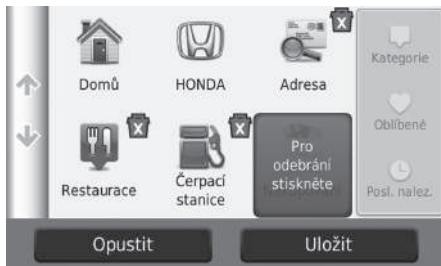 Domů
HONDA
Adresa
Kategorie
Oblíbené
Restaurace
Čerpací
stanice
Pro
odebrání
stiskněte
Posl. nalez.
Opustit
Uložit